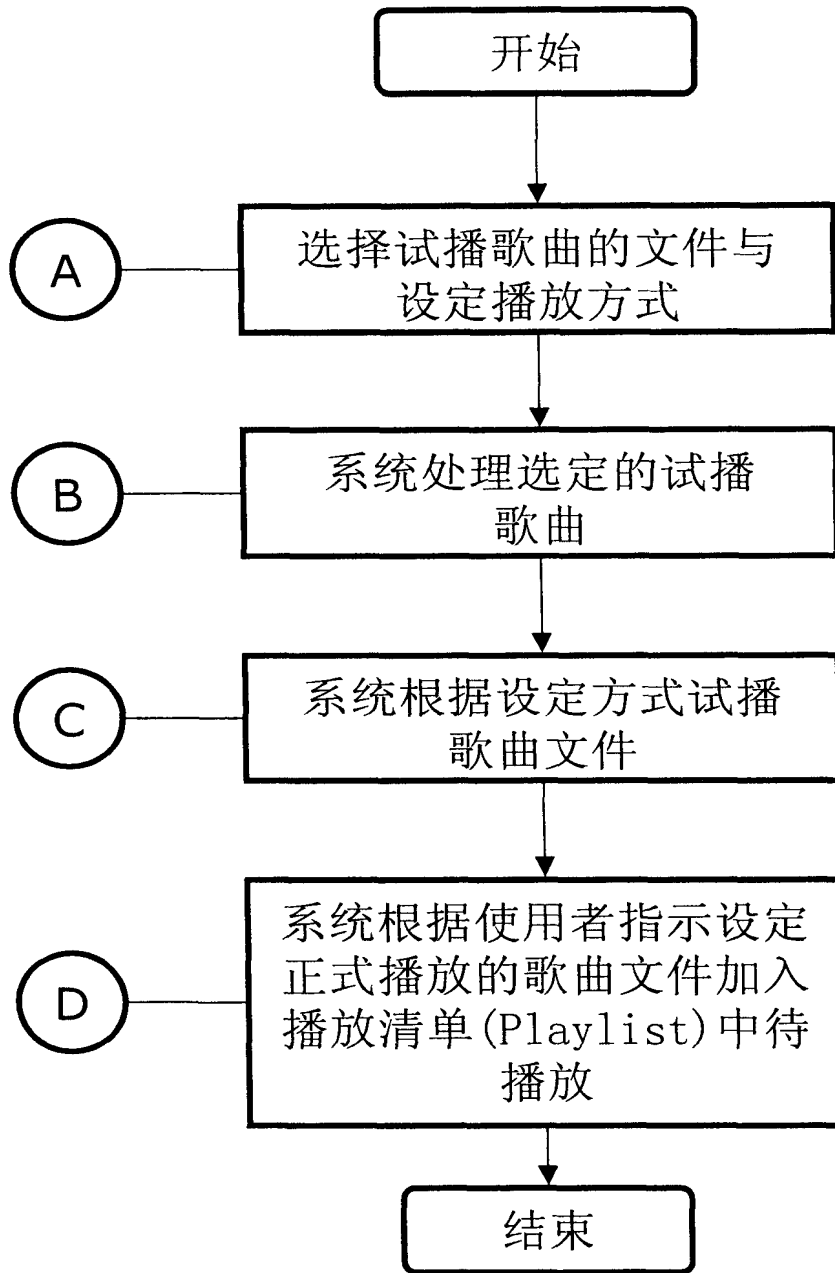 开始
A
选择试播歌曲的文件与
设定播放方式
B
系统处理选定的试播
歌曲
C
系统根据设定方式试播
歌曲文件
D
系统根据使用者指示设定
正式播放的歌曲文件加入
播放清单(Playlist)中待
播放
结束